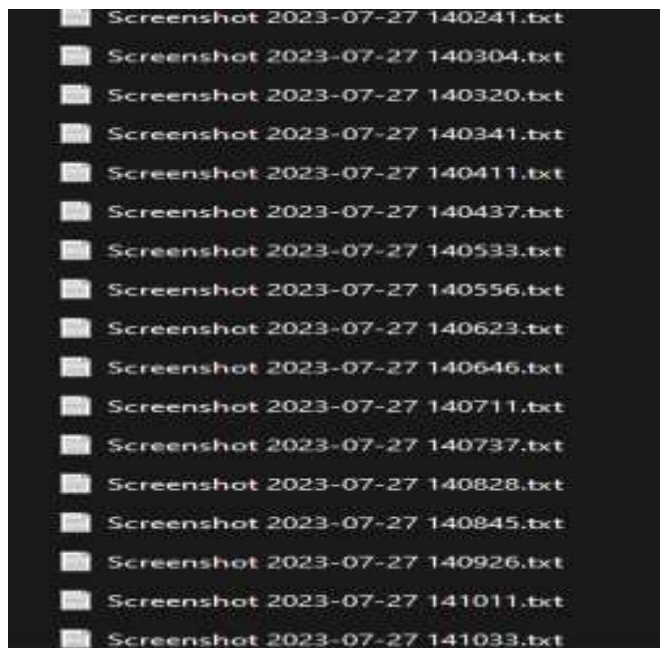 Screenshot 2023-07-27 140241.txt
Screenshot 2023-07-27 140304.txt
Screenshot 2023-07-27 140320.txt
Screenshot 2023-07-27 140341.txt
Screenshot 2023-07-27 140411.txt
Screenshot 2023-07-27 140437.txt
Screenshot 2023-07-27 140533.txt
Screenshot 2023-07-27 140556.txt
Screenshot 2023-07-27 140623.txt
Screenshot 2023-07-27 140646.txt
Screenshot 2023-07-27 140711.txt
Screenshot 2023-07-27 140737.txt
Screenshot 2023-07-27 140828.txt
Screenshot 2023-07-27 140845.txt
Screenshot 2023-07-27 140926.txt
Screenshot 2023-07-27 141011.txt
Screenshot 2023-07-27 141033.txt